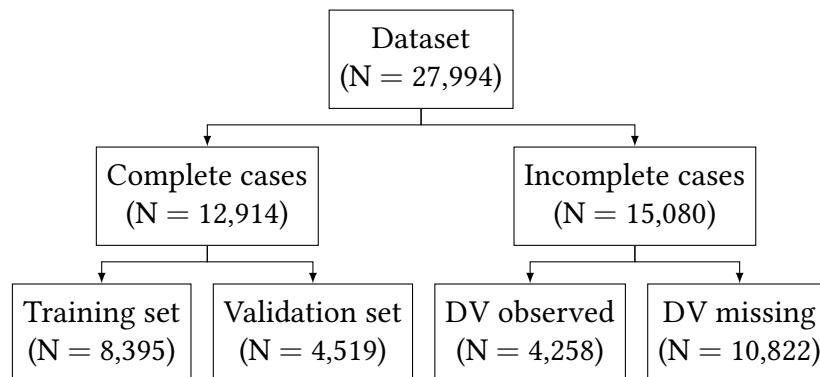 Dataset
(N = 27,994)
Complete cases
(N = 12,914)
Incomplete cases
(N = 15,080)
Training set
(N = 8,395)
Validation set
(N = 4,519)
DV observed
(N = 4,258)
DV missing
(N = 10,822)